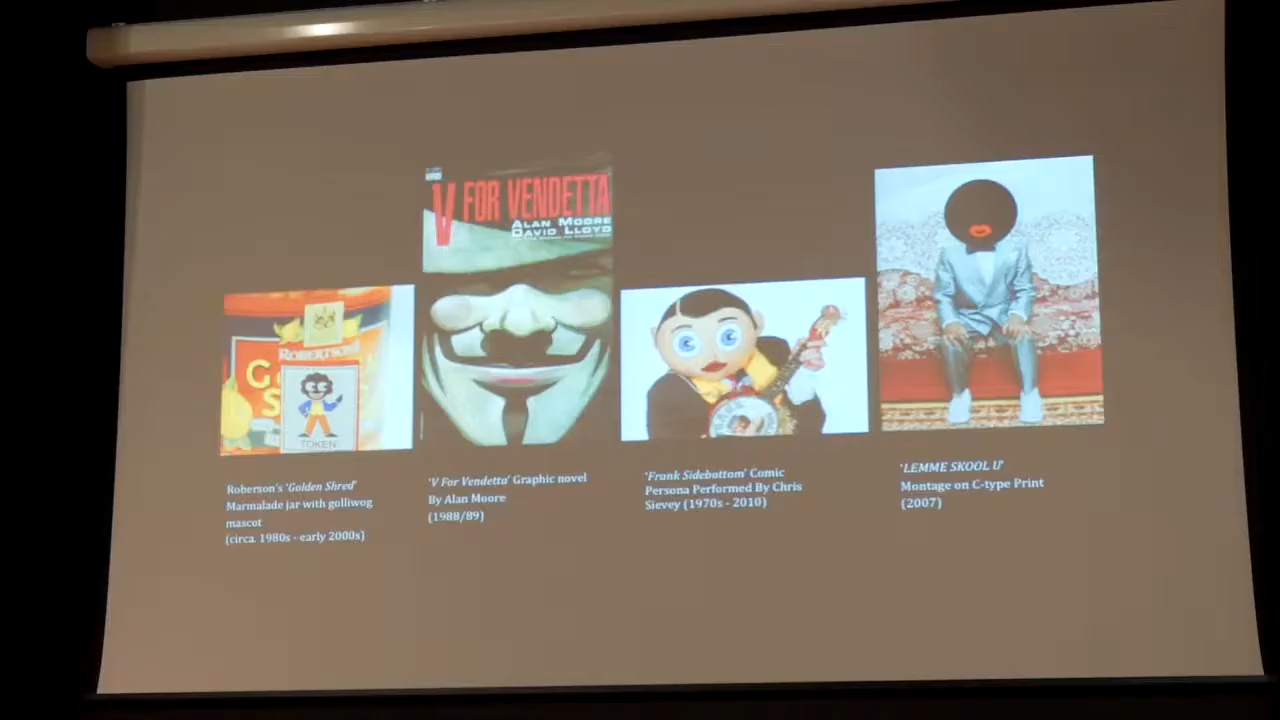 V FOR VENDETTA
ALAN MOORE
DAVID LLOYD
ROBERTSON
G
S
TOKEN
Roberson's 'Golden Shred'
Marmalade jar with golliwog
mascot
(circa. 1980s - early 2000s)
'V For Vendetta' Graphic novel
By Alan Moore
(1988/89)
'Frank Sidebottom' Comic
Persona Performed By Chris
Sievey (1970s - 2010)
'LEMME SKOOL U'
Montage on C-type Print
(2007)